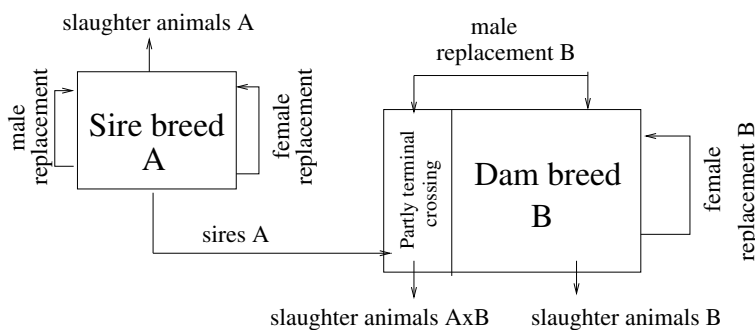 slaughter animals A
male
replacement
Sire breed
A
female
replacement
sires A
male
replacement B
Partly terminal
crossing
Dam breed
B
female
replacement B
slaughter animals AxB
slaughter animals B